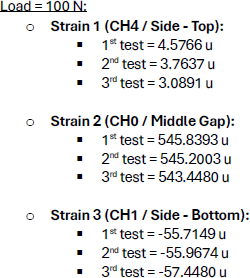 Load = 100 N:
o Strain 1 (CH4 / Side - Top):
▪ 1st test = 4.5766 u
▪ 2nd test = 3.7637 u
▪ 3rd test = 3.0891 u
o Strain 2 (CH0 / Middle Gap):
▪ 1st test = 545.8393 u
▪ 2nd test = 545.2003 u
▪ 3rd test = 543.4480 u
o Strain 3 (CH1 / Side - Bottom):
▪ 1st test = -55.7149 u
▪ 2nd test = -55.9674 u
▪ 3rd test = -57.4480 u